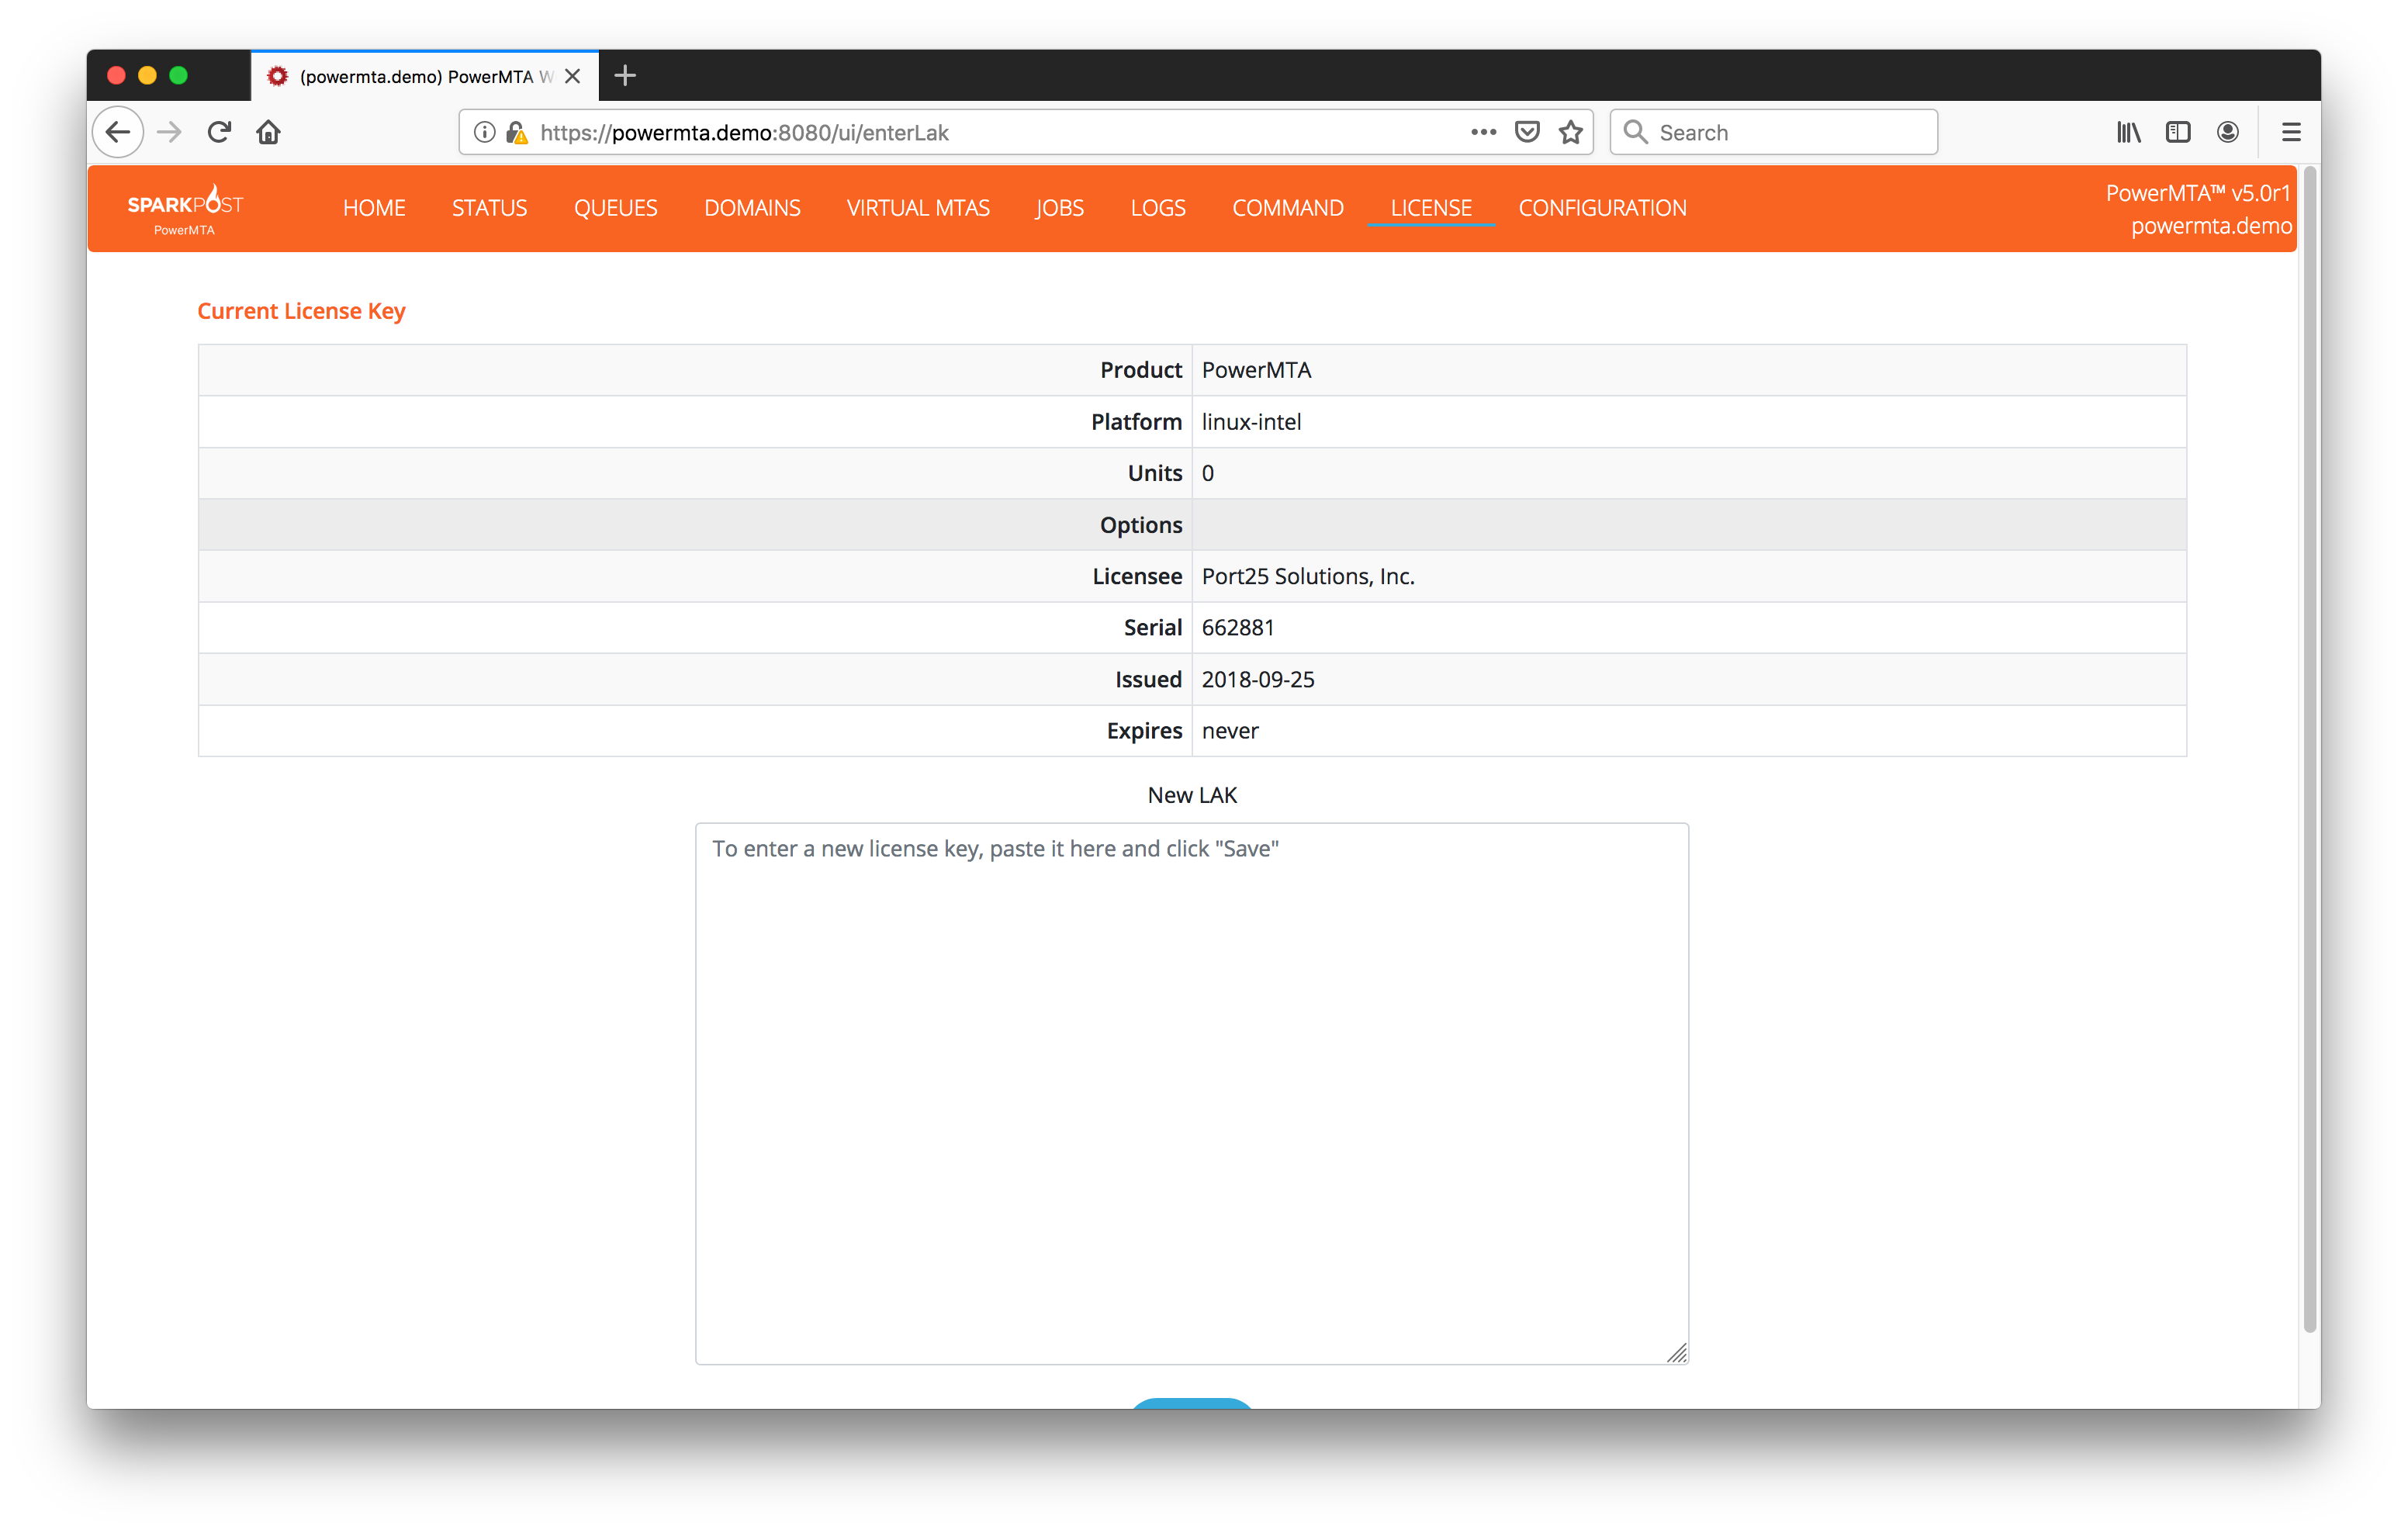 (powermta.demo) PowerMTA W
https://powermta.demo:8080/ui/enterLak
Search
SPARKPOST
PowerMTA
HOME STATUS QUEUES DOMAINS VIRTUAL MTAS JOBS LOGS COMMAND LICENSE CONFIGURATION
PowerMTA™ v5.0r1
powermta.demo
Current License Key
Product PowerMTA
Platform linux-intel
Units 0
Options
Licensee Port25 Solutions, Inc.
Serial 662881
Issued 2018-09-25
Expires never
New LAK
To enter a new license key, paste it here and click "Save"